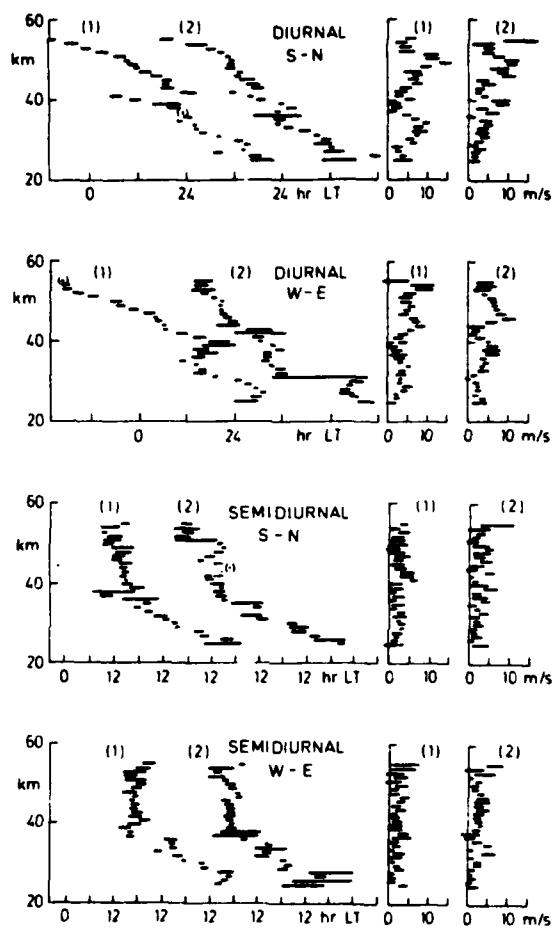 (1) (2) DIURNAL (1) (2)
S-N
60
km
40
20
0 24 24 hr LT 0 10 0 10 m/s
(1) (2) DIURNAL (1) (2)
W-E
60
km
40
20
0 24 hr LT 0 10 0 10 m/s
(1) (2) SEMIDIURNAL (1) (2)
S-N
60
km
40
20
0 12 12 12 12 12 hr LT 0 10 0 10 m/s
(1) (2) SEMIDIURNAL (1) (2)
W-E
60
km
40
20
0 12 12 12 12 hr LT 0 10 0 10 m/s